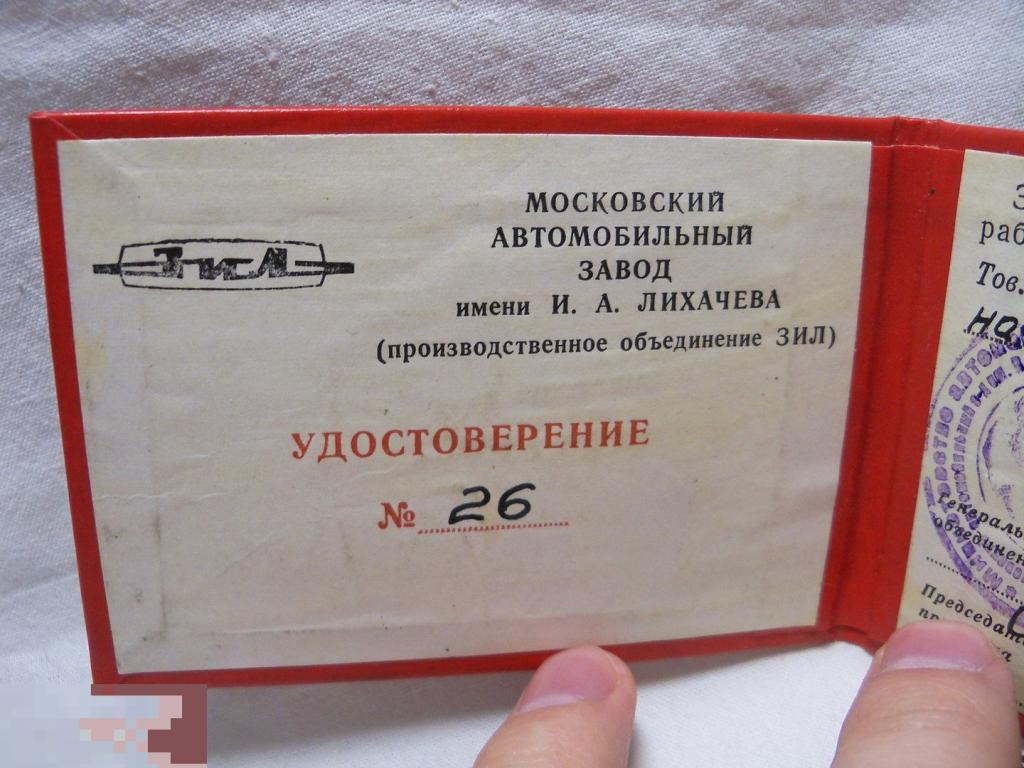 ЗИЛ
МОСКОВСКИЙ
АВТОМОБИЛЬНЫЙ
ЗАВОД
имени И. А. ЛИХАЧЕВА
(производственное объединение ЗИЛ)
УДОСТОВЕРЕНИЕ
№ 26
Тов.